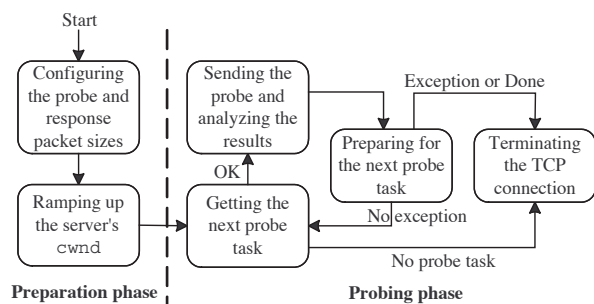 Start
Configuring
the probe and
response
packet sizes
Ramping up
the server's
cwnd
Preparation phase
Sending the
probe and
analyzing the
results
OK
Getting the
next probe
task
Preparing for
the next probe
task
No exception
Exception or Done
Terminating
the TCP
connection
No probe task
Probing phase